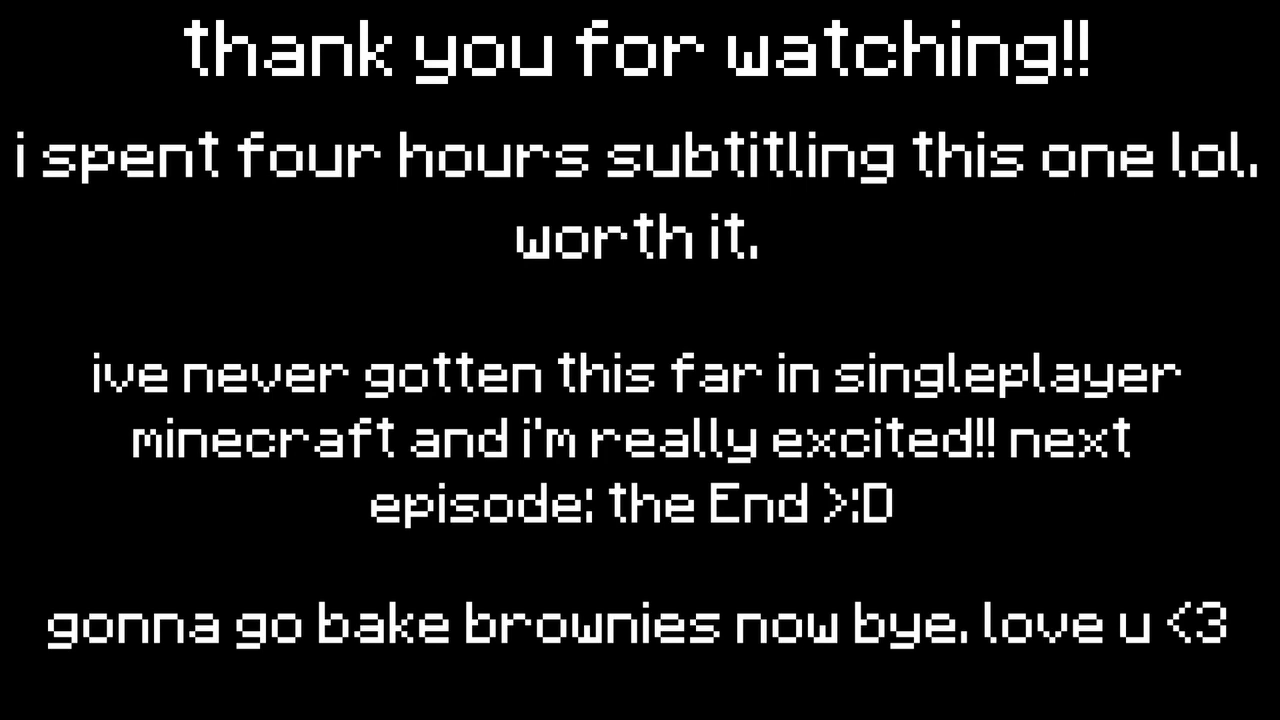 thank you for watching!!
i spent four hours subtitling this one lol.
worth it.
ive never gotten this far in singleplayer
minecraft and i'm really excited!! next
episode: the End >:D
gonna go bake brownies now bye. love u <3